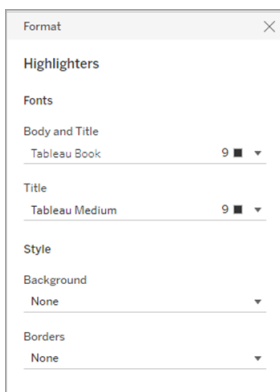 Format
Highlighters
Fonts
Body and Title
Tableau Book 9
Title
Tableau Medium 9
Style
Background
None
Borders
None